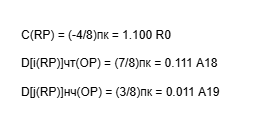 C(RP) = (-4/8)пк = 1.100 R0
D[i(RP)]чт(OP) = (7/8)пк = 0.111 A18
D[j(RP)]нч(OP) = (3/8)пк = 0.011 A19